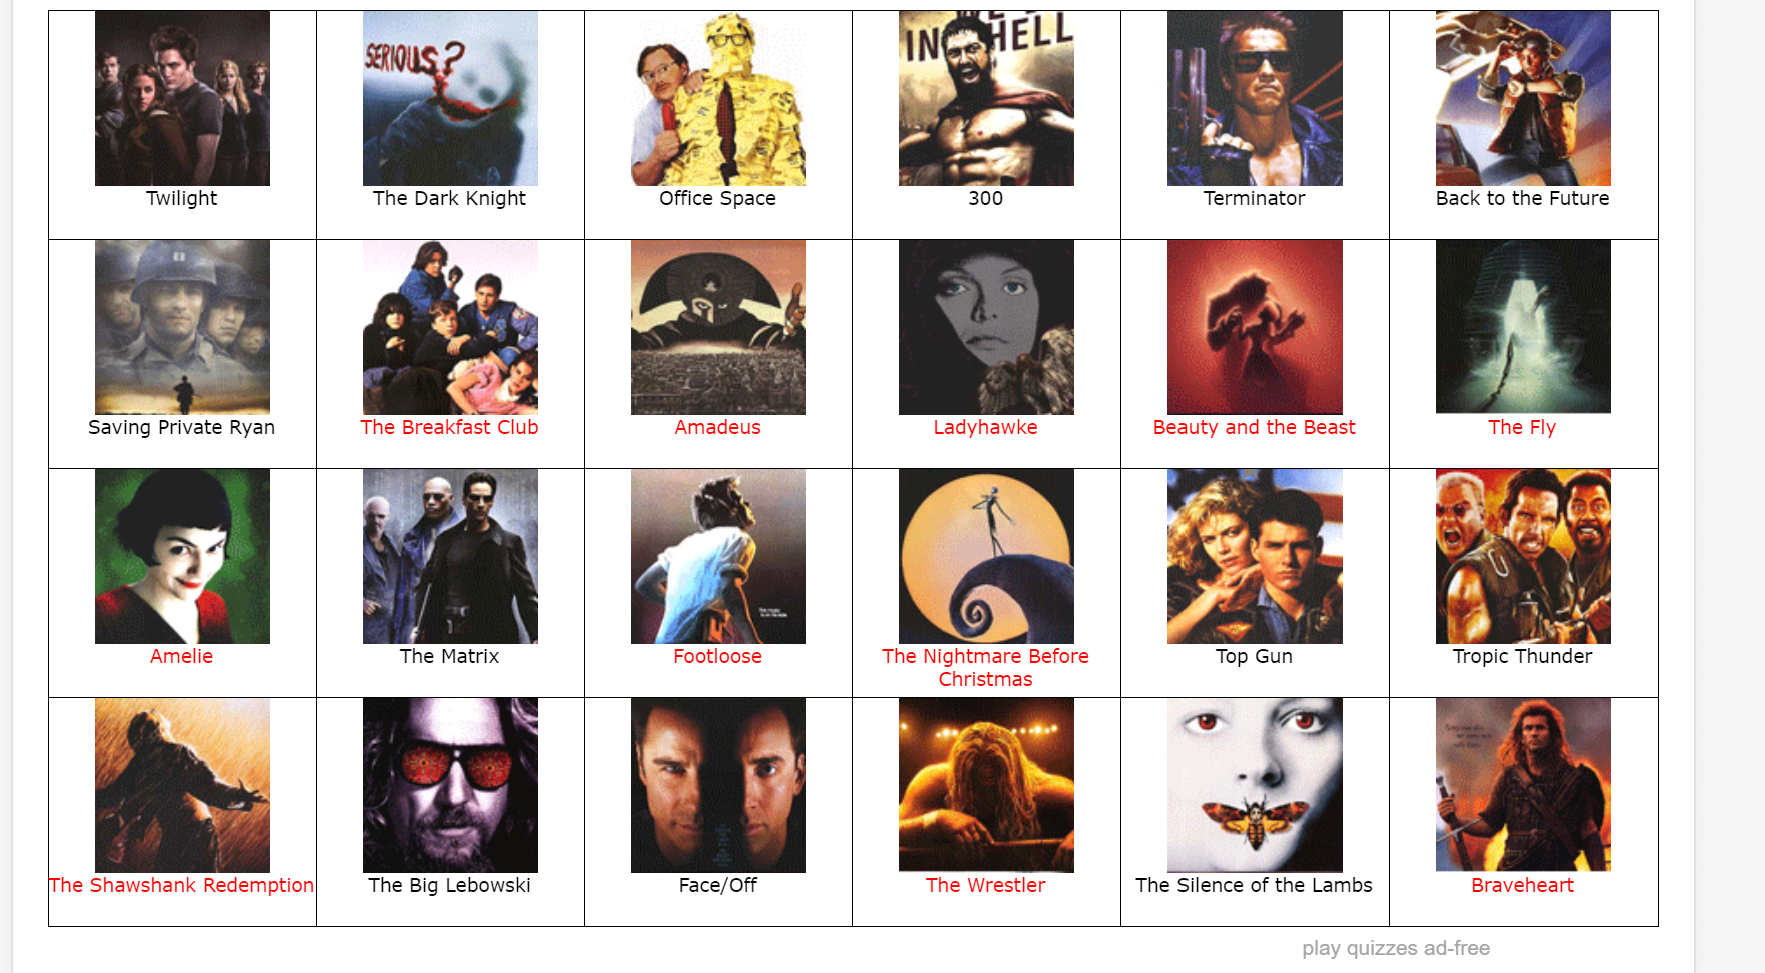 SERIOUS?
IN HELL
Twilight
The Dark Knight
Office Space
300
Terminator
Back to the Future
Saving Private Ryan
The Breakfast Club
Amadeus
Ladyhawke
Beauty and the Beast
The Fly
Amelie
The Matrix
Footloose
The Nightmare Before
Christmas
Top Gun
Tropic Thunder
The Shawshank Redemption
The Big Lebowski
Face/Off
The Wrestler
The Silence of the Lambs
Braveheart
play quizzes ad-free